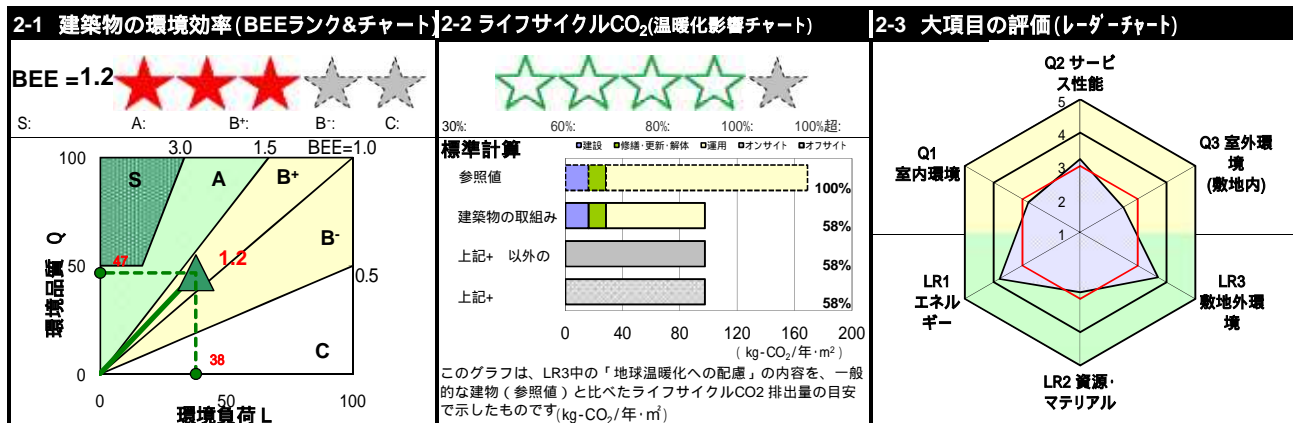 2-1 建築物の環境効率(BEEランク&チャート)
BEE =1.2
S: A: B+: B-: C:
3.0 1.5 BEE=1.0
100
S A B+
B-
環境品質 Q
47 1.2
50
0.5
38
C
0
0 50 100
環境負荷 L
2-2 ライフサイクルCO2(温暖化影響チャート)
30%: 60%: 80%: 100%: 100%超:
標準計算
建設 修繕・更新・解体 運用 オンサイト オフサイト
参照値 100%
建築物の取組み 58%
上記+ 以外の 58%
上記+ 58%
0 40 80 120 160 200
( kg-CO2/年・m2)
このグラフは、LR3中の「地球温暖化への配慮」の内容を、一般
的な建物(参照値)と比べたライフサイクルCO2 排出量の目安
で示したものです(kg-CO2/年・㎡)
2-3 大項目の評価(レーダーチャート)
Q2 サービ
ス性能
5
4
3
2
1
Q1
室内環境
Q3 室外環
境
(敷地内)
LR1
エネル
ギー
LR3
敷地外環
境
LR2 資源・
マテリアル